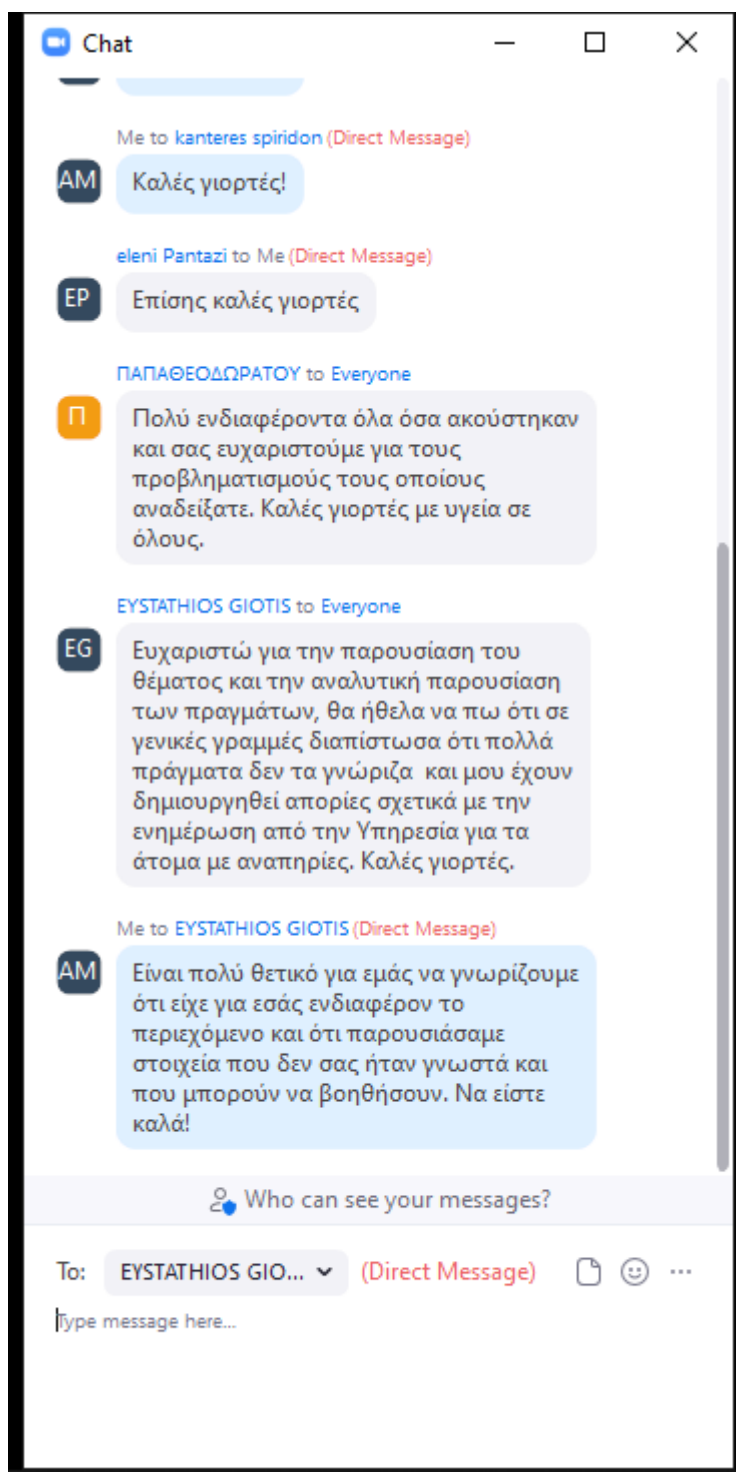 Chat
Me to kanteres spiridon (Direct Message)
AM
Καλές γιορτές!
eleni Pantazi to Me (Direct Message)
EP
Επίσης καλές γιορτές
ΠΑΠΑΘΕΟΔΩΡΑΤΟΥ to Everyone
Π
Πολύ ενδιαφέροντα όλα όσα ακούστηκαν
και σας ευχαριστούμε για τους
προβληματισμούς τους οποίους
αναδείξατε. Καλές γιορτές με υγεία σε
όλους.
EYSTATHIOS GIOTIS to Everyone
EG
Ευχαριστώ για την παρουσίαση του
θέματος και την αναλυτική παρουσίαση
των πραγμάτων, θα ήθελα να πω ότι σε
γενικές γραμμές διαπίστωσα ότι πολλά
πράγματα δεν τα γνώριζα  και μου έχουν
δημιουργηθεί απορίες σχετικά με την
ενημέρωση από την Υπηρεσία για τα
άτομα με αναπηρίες. Καλές γιορτές.
Me to EYSTATHIOS GIOTIS (Direct Message)
AM
Είναι πολύ θετικό για εμάς να γνωρίζουμε
ότι είχε για εσάς ενδιαφέρον το
περιεχόμενο και ότι παρουσιάσαμε
στοιχεία που δεν σας ήταν γνωστά και
που μπορούν να βοηθήσουν. Να είστε
καλά!
Who can see your messages?
To: EYSTATHIOS GIO... (Direct Message)
Type message here...